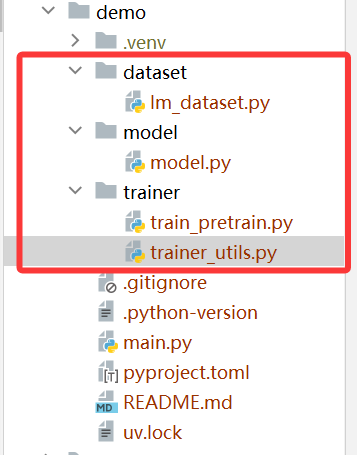 demo
.venv
dataset
lm_dataset.py
model
model.py
trainer
train_pretrain.py
trainer_utils.py
.gitignore
.python-version
main.py
pyproject.toml
README.md
uv.lock